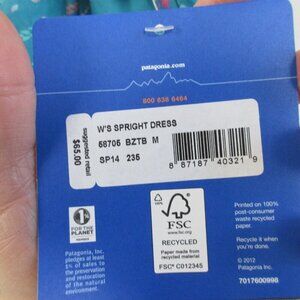 patagonia.com
800 638 6464
W'S SPRIGHT DRESS
58705 BZTB M
SP14 235
8 87187 40321 9
suggested retail
$65.00
1%
FOR THE
PLANET
MEMBER
Patagonia, Inc.
pledges at least
1% of sales to
the preservation
and restoration
of the natural
environment.
FSC
www.fsc.org
RECYCLED
Paper made from
recycled material
FSC® C012345
Printed on 100%
post-consumer
waste recycled
paper.
Recycle it when
you're done.
© 2012
Patagonia, Inc.
7017600998